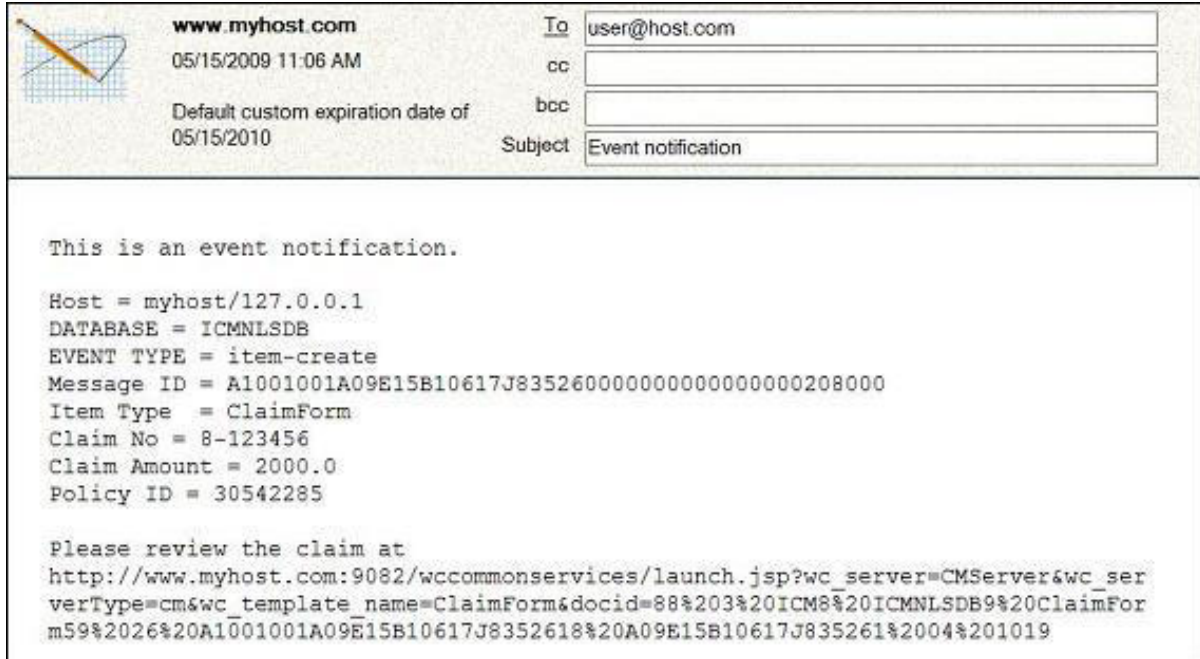 www.myhost.com
05/15/2009 11:06 AM
Default custom expiration date of
05/15/2010
To user@host.com
cc
bcc
Subject Event notification
This is an event notification.
Host = myhost/127.0.0.1
DATABASE = ICMNLSDB
EVENT TYPE = item-create
Message ID = A1001001A09E15B10617J8352600000000000000000208000
Item Type = ClaimForm
Claim No = 8-123456
Claim Amount = 2000.0
Policy ID = 30542285
Please review the claim at
http://www.myhost.com:9082/wccommonservices/launch.jsp?wc_server=CMServer&wc_ser
verType=cm&wc_template_name=ClaimForm&docid=88%203%20ICM8%20ICMNLSDB9%20ClaimFor
m59%2026%20A1001001A09E15B10617J8352618%20A09E15B10617J835261%2004%201019